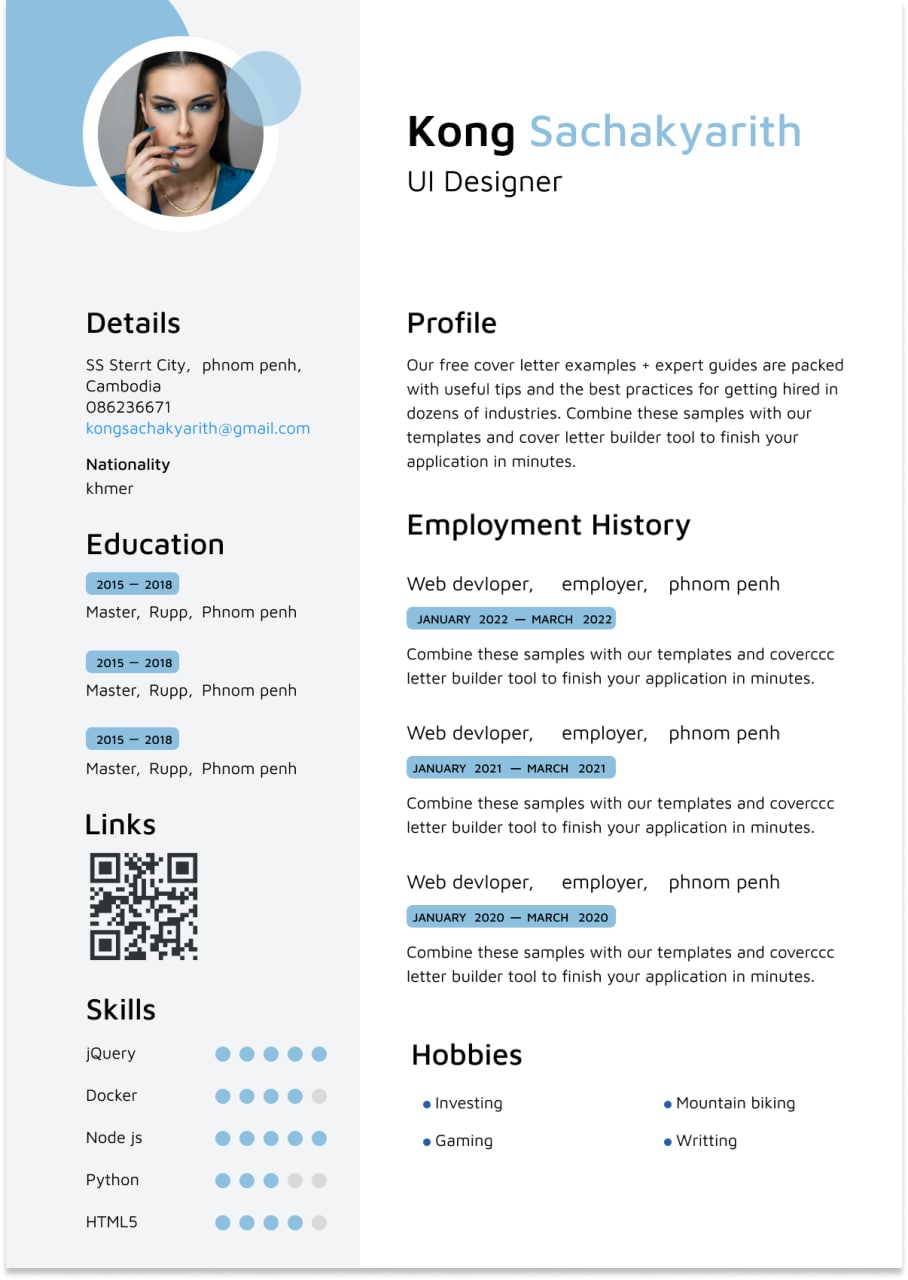 Kong Sachakyarith
UI Designer
Details
SS Sterrt City, phnom penh,
Cambodia
086236671
kongsachakyarith@gmail.com
Nationality
khmer
Education
2015 — 2018
Master, Rupp, Phnom penh
2015 — 2018
Master, Rupp, Phnom penh
2015 — 2018
Master, Rupp, Phnom penh
Links
Skills
jQuery
Docker
Node js
Python
HTML5
Profile
Our free cover letter examples + expert guides are packed
with useful tips and the best practices for getting hired in
dozens of industries. Combine these samples with our
templates and cover letter builder tool to finish your
application in minutes.
Employment History
Web devloper, employer, phnom penh
JANUARY 2022 — MARCH 2022
Combine these samples with our templates and coverccc
letter builder tool to finish your application in minutes.
Web devloper, employer, phnom penh
JANUARY 2021 — MARCH 2021
Combine these samples with our templates and coverccc
letter builder tool to finish your application in minutes.
Web devloper, employer, phnom penh
JANUARY 2020 — MARCH 2020
Combine these samples with our templates and coverccc
letter builder tool to finish your application in minutes.
Hobbies
Investing
Mountain biking
Gaming
Writting